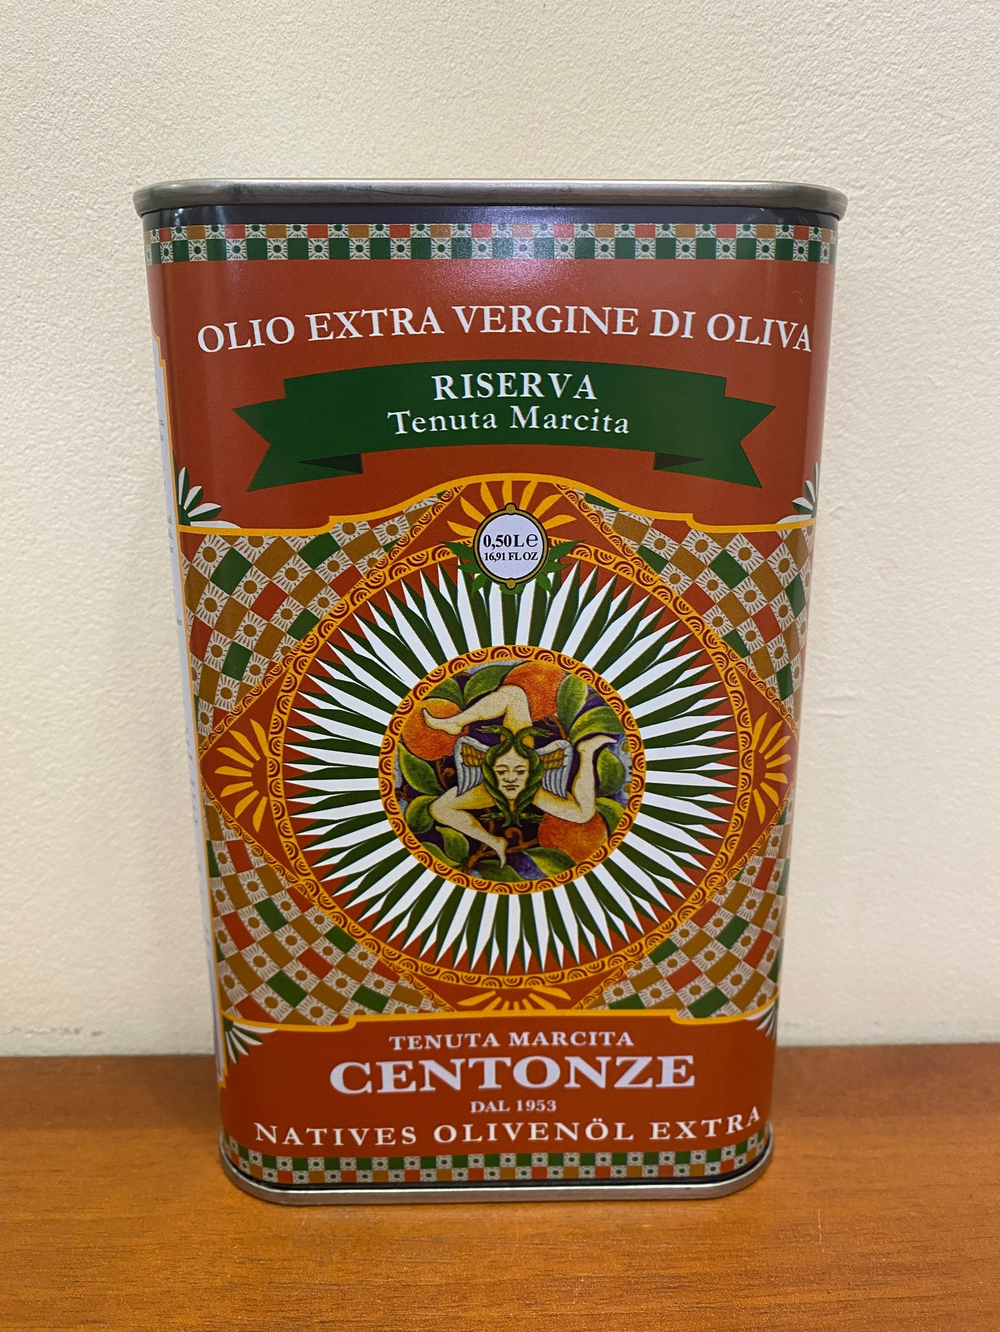 OLIO EXTRA VERGINE DI OLIVA
RISERVA
Tenuta Marcita
0,50L℮
16,91 FL OZ
TENUTA MARCITA
CENTONZE
DAL 1953
NATIVES OLIVENÖL EXTRA